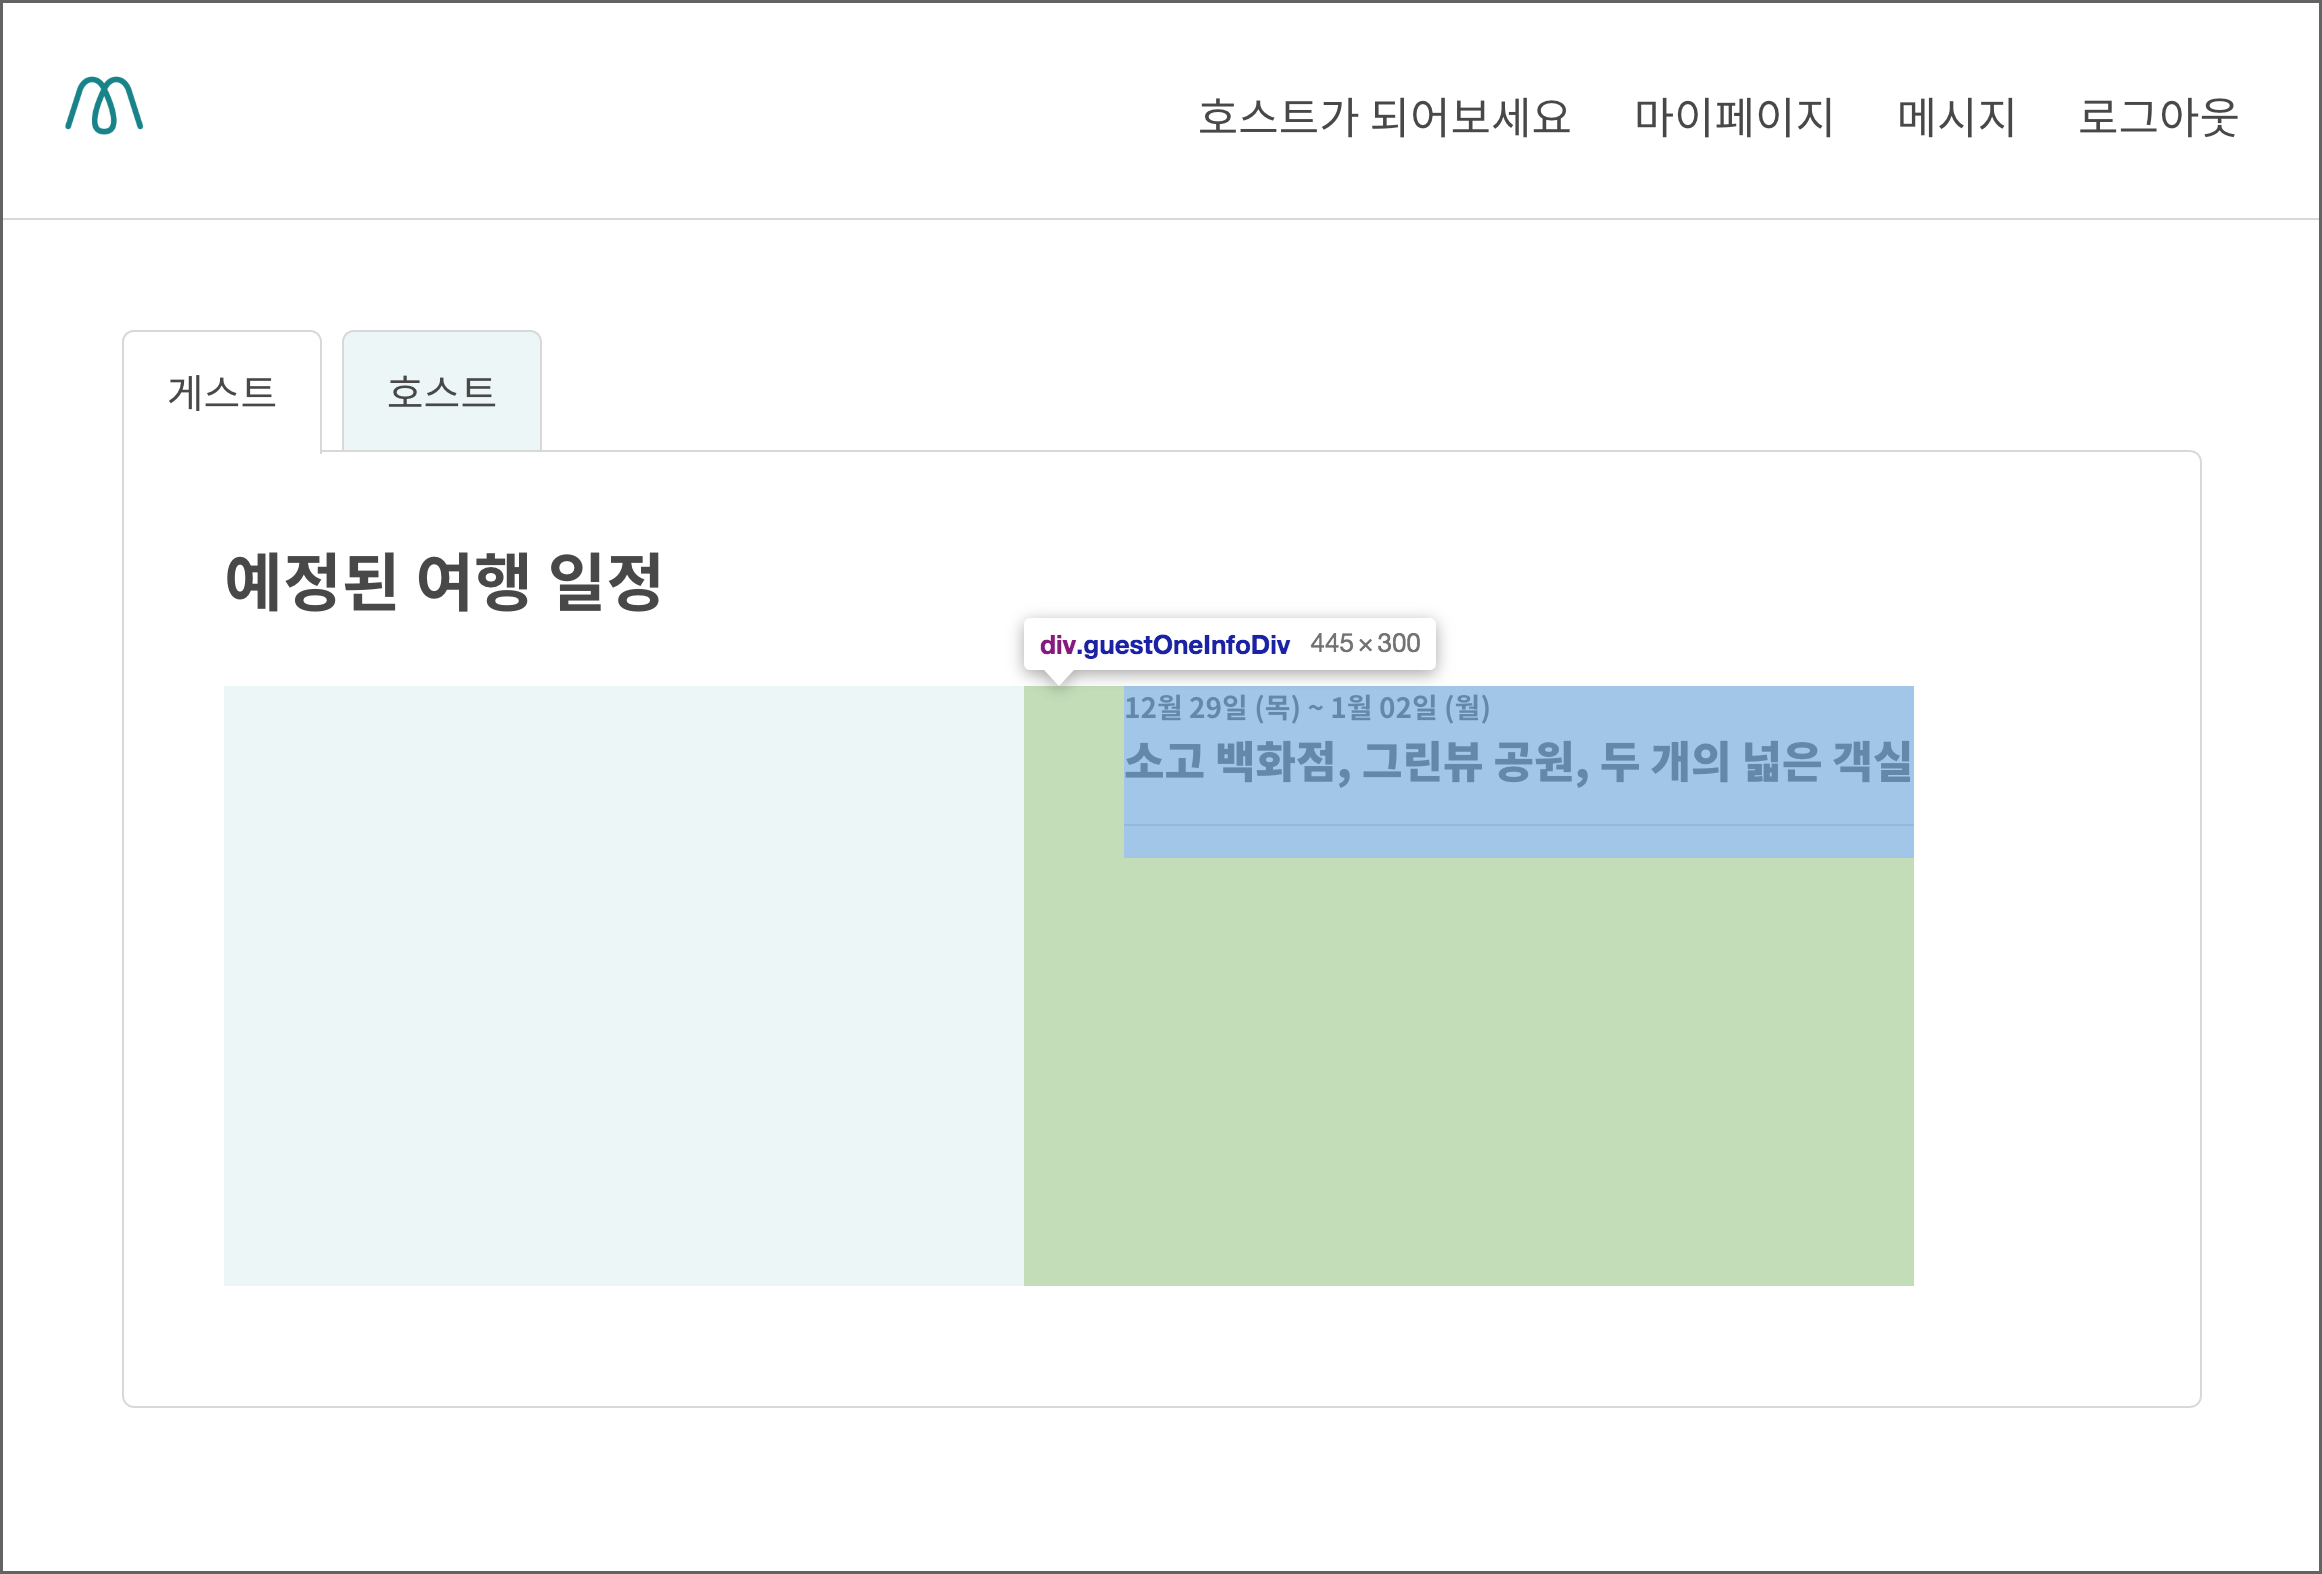 호스트가 되어보세요 마이페이지 메시지 로그아웃
게스트 호스트
예정된 여행 일정
div.guestOneInfoDiv 445 × 300
12월 29일 (목) ~ 1월 02일 (월)
소고 백화점, 그린뷰 공원, 두 개의 넓은 객실